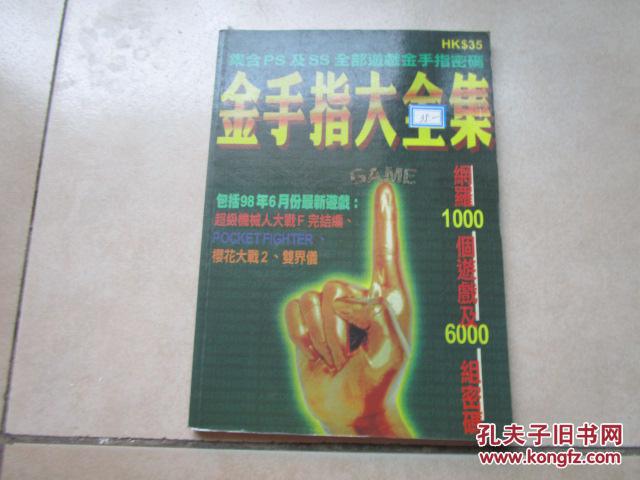 HK$35
集合PS及SS全部遊戲金手指密碼
金手指大全集
35-
GAME
包括98年6月份最新遊戲：
超級機械人大戰F完結編、
POCKET FIGHTER、
櫻花大戰2、雙界儀
網羅
1000
個遊戲及
6000
組密碼
孔夫子旧书网
www.kongfz.com